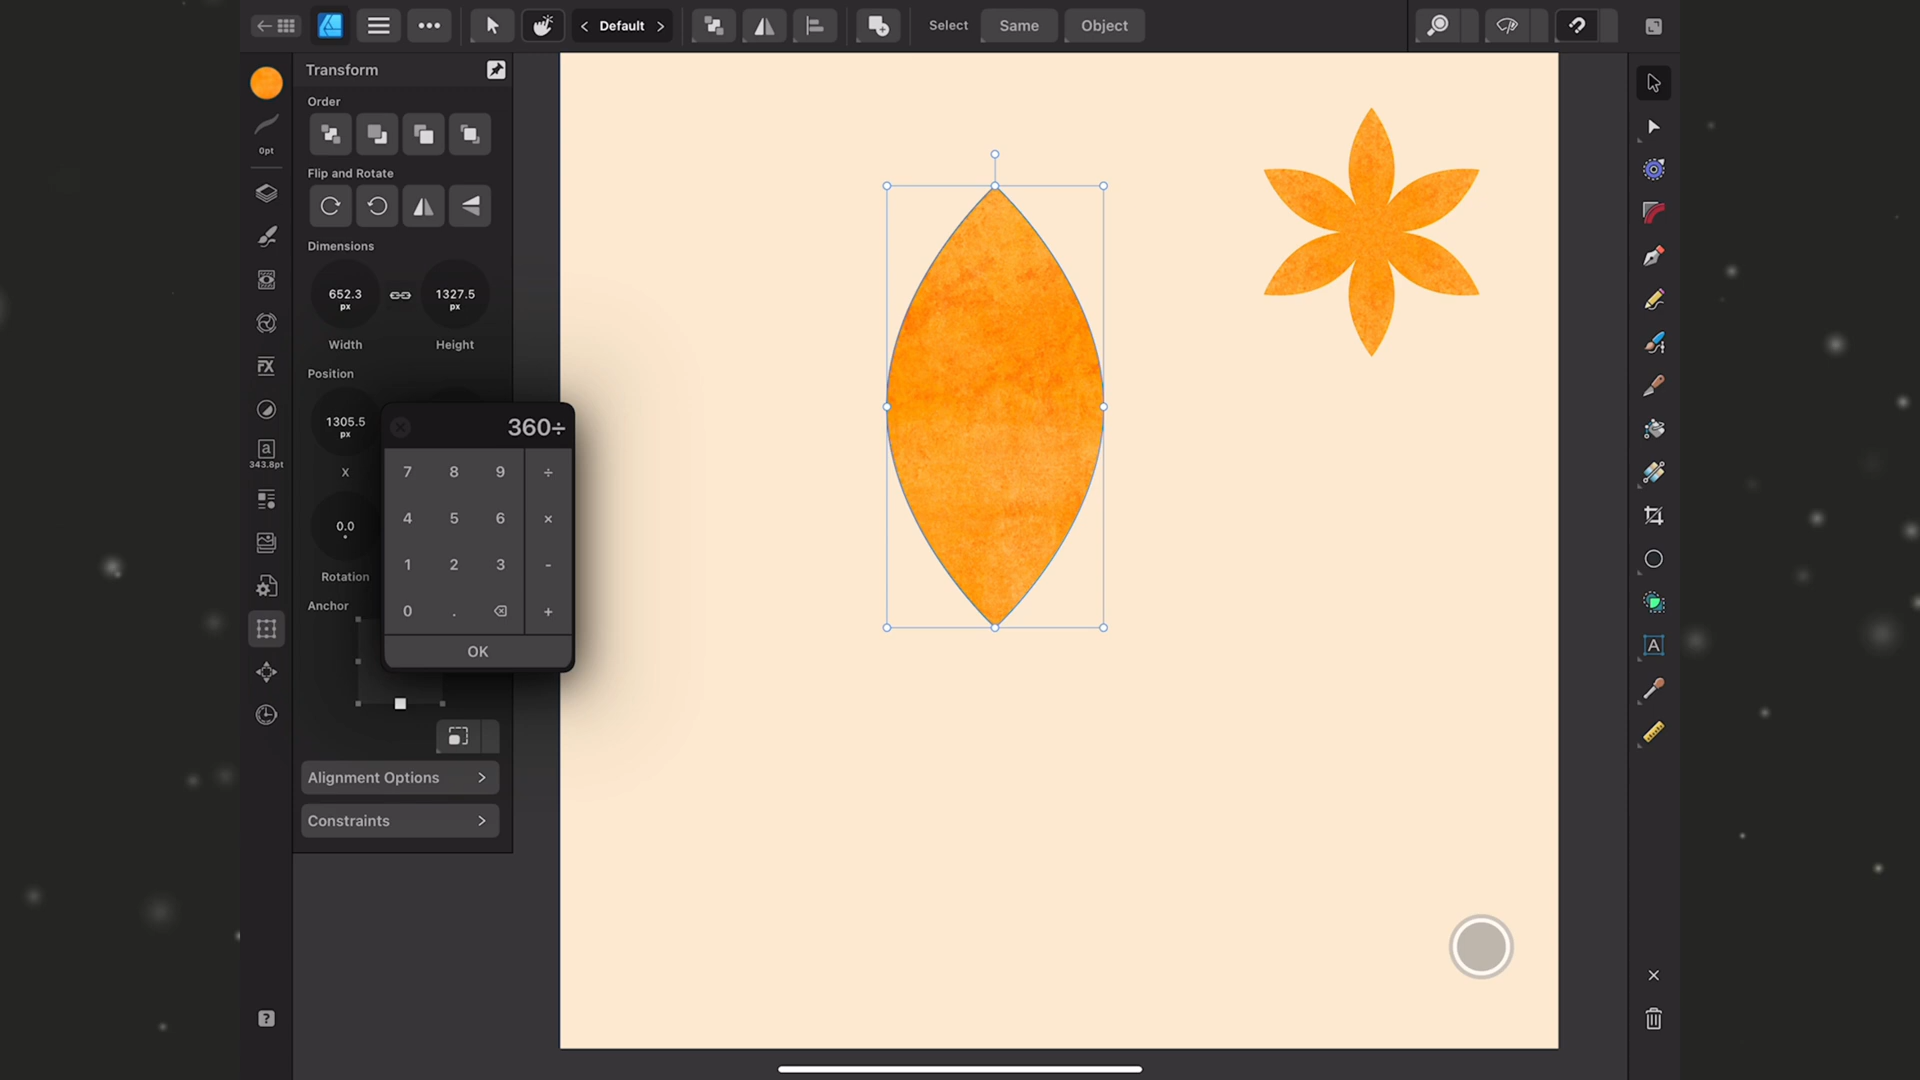 Default
Select
Same
Object
Transform
Order
0pt
Flip and Rotate
Dimensions
652.3
px
1327.5
px
Width
Height
FX
Position
1305.5
px
360÷
a
343.8pt
X
7 8 9 ÷
4 5 6 ×
1 2 3 -
0 . +
OK
0.0
°
Rotation
Anchor
Alignment Options
Constraints
A
?